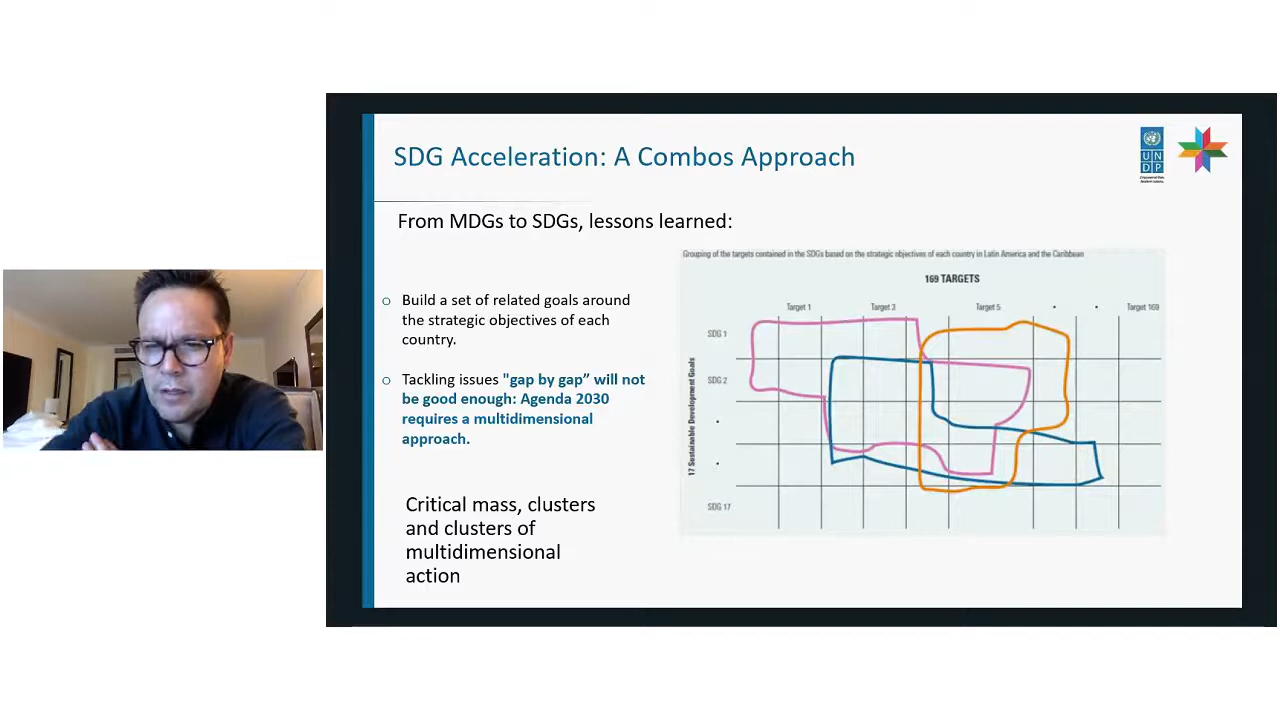 SDG Acceleration: A Combos Approach
U N
D P
From MDGs to SDGs, lessons learned:
o Build a set of related goals around
the strategic objectives of each
country.
o Tackling issues "gap by gap” will not
be good enough: Agenda 2030
requires a multidimensional
approach.
Critical mass, clusters
and clusters of
multidimensional
action
Grouping of the targets contained in the SDGs based on the strategic objectives of each country in Latin America and the Caribbean
169 TARGETS
Target 1 Target 3 Target 5 • • Target 169
17 Sustainable Development Goals
SDG 1
SDG 2
•
•
SDG 17